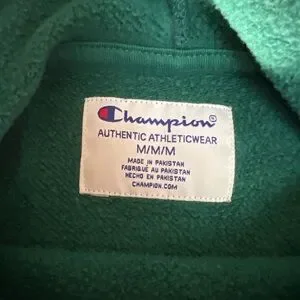 Champion®
AUTHENTIC ATHLETICWEAR
M/M/M
MADE IN PAKISTAN
FABRIQUÉ AU PAKISTAN
HECHO EN PAKISTAN
CHAMPION.COM